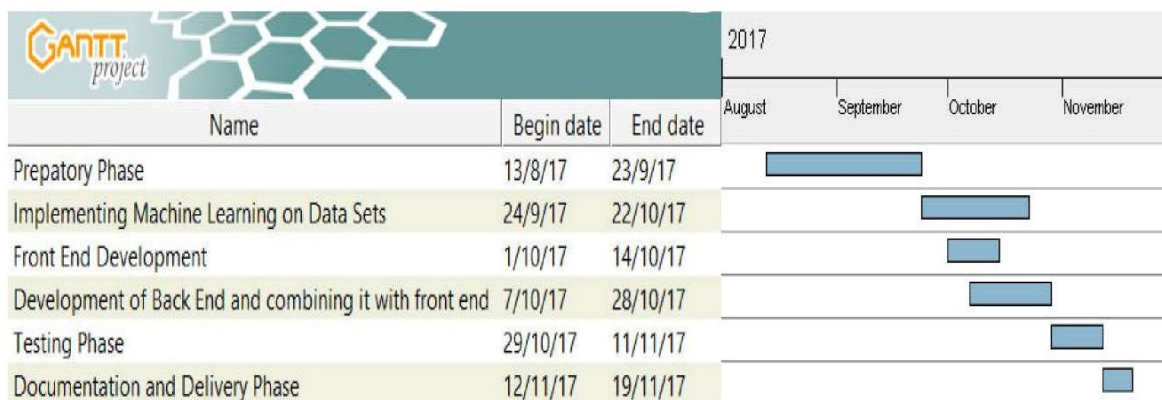 GANTT
project
2017
August September October November
Name Begin date End date
Prepatory Phase 13/8/17 23/9/17
Implementing Machine Learning on Data Sets 24/9/17 22/10/17
Front End Development 1/10/17 14/10/17
Development of Back End and combining it with front end 7/10/17 28/10/17
Testing Phase 29/10/17 11/11/17
Documentation and Delivery Phase 12/11/17 19/11/17